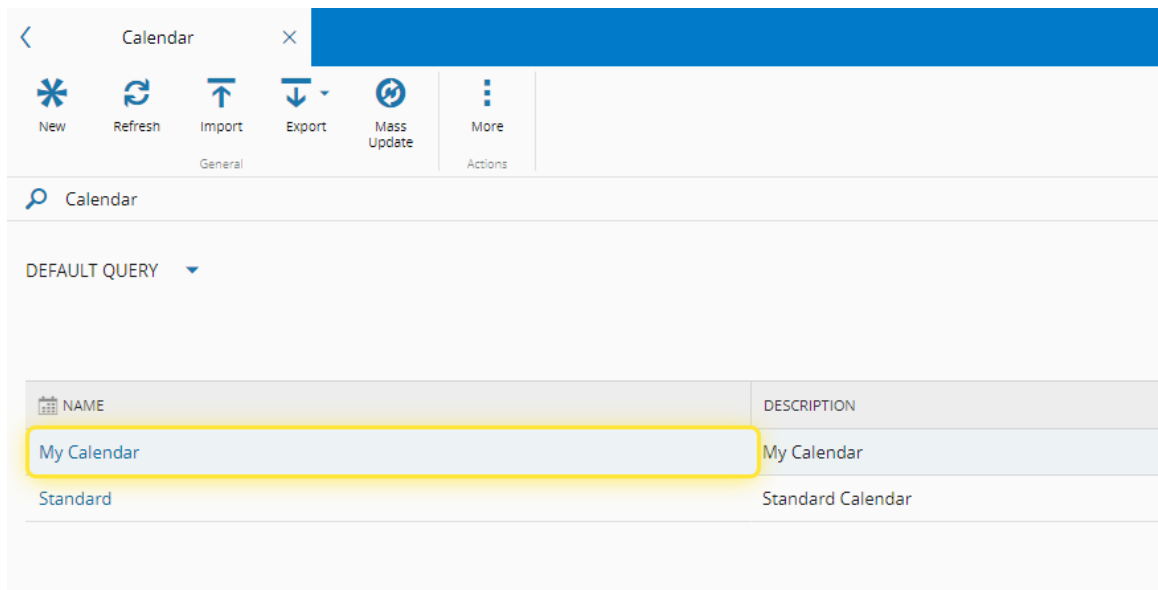 Calendar
New Refresh Import Export Mass Update More
General Actions
Calendar
DEFAULT QUERY
NAME DESCRIPTION
My Calendar My Calendar
Standard Standard Calendar